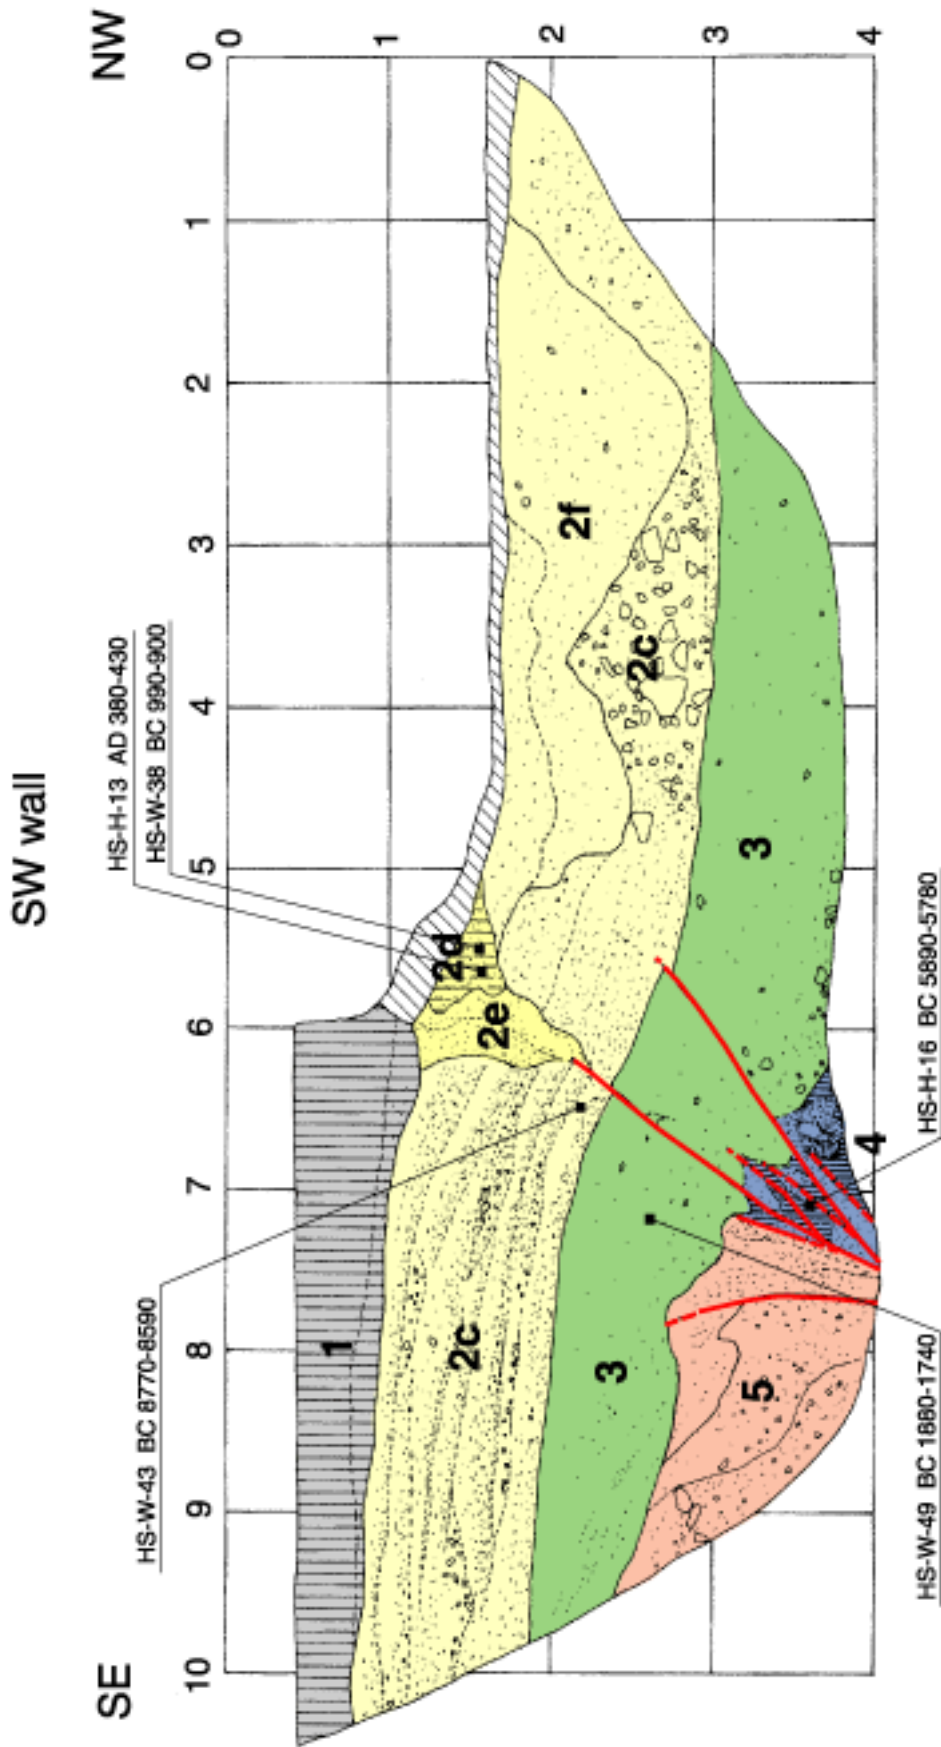 SW wall
SE
NW
HS-W-43 BC 8770-8590
HS-H-13 AD 380-430
HS-W-38 BC 990-900
10
9
8
7
6
5
4
3
2
1
0
0
1
2
3
4
1
2d
2e
2f
2c
2c
3
3
4
5
HS-W-49 BC 1880-1740
HS-H-16 BC 5890-5780